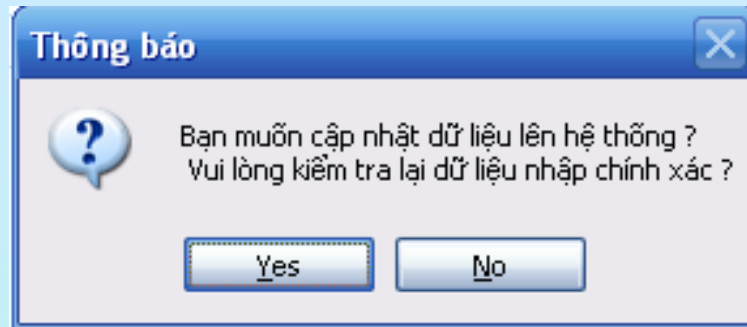 Thông báo
Bạn muốn cập nhật dữ liệu lên hệ thống ?
Vui lòng kiểm tra lại dữ liệu nhập chính xác ?
Yes No